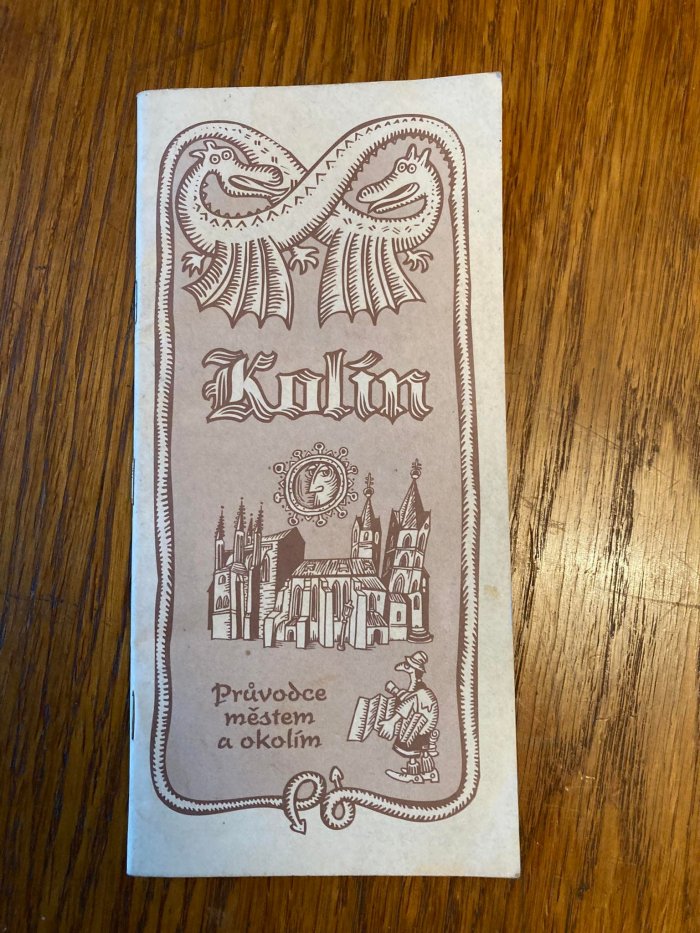 Kolín
Průvodce
městem
a okolím